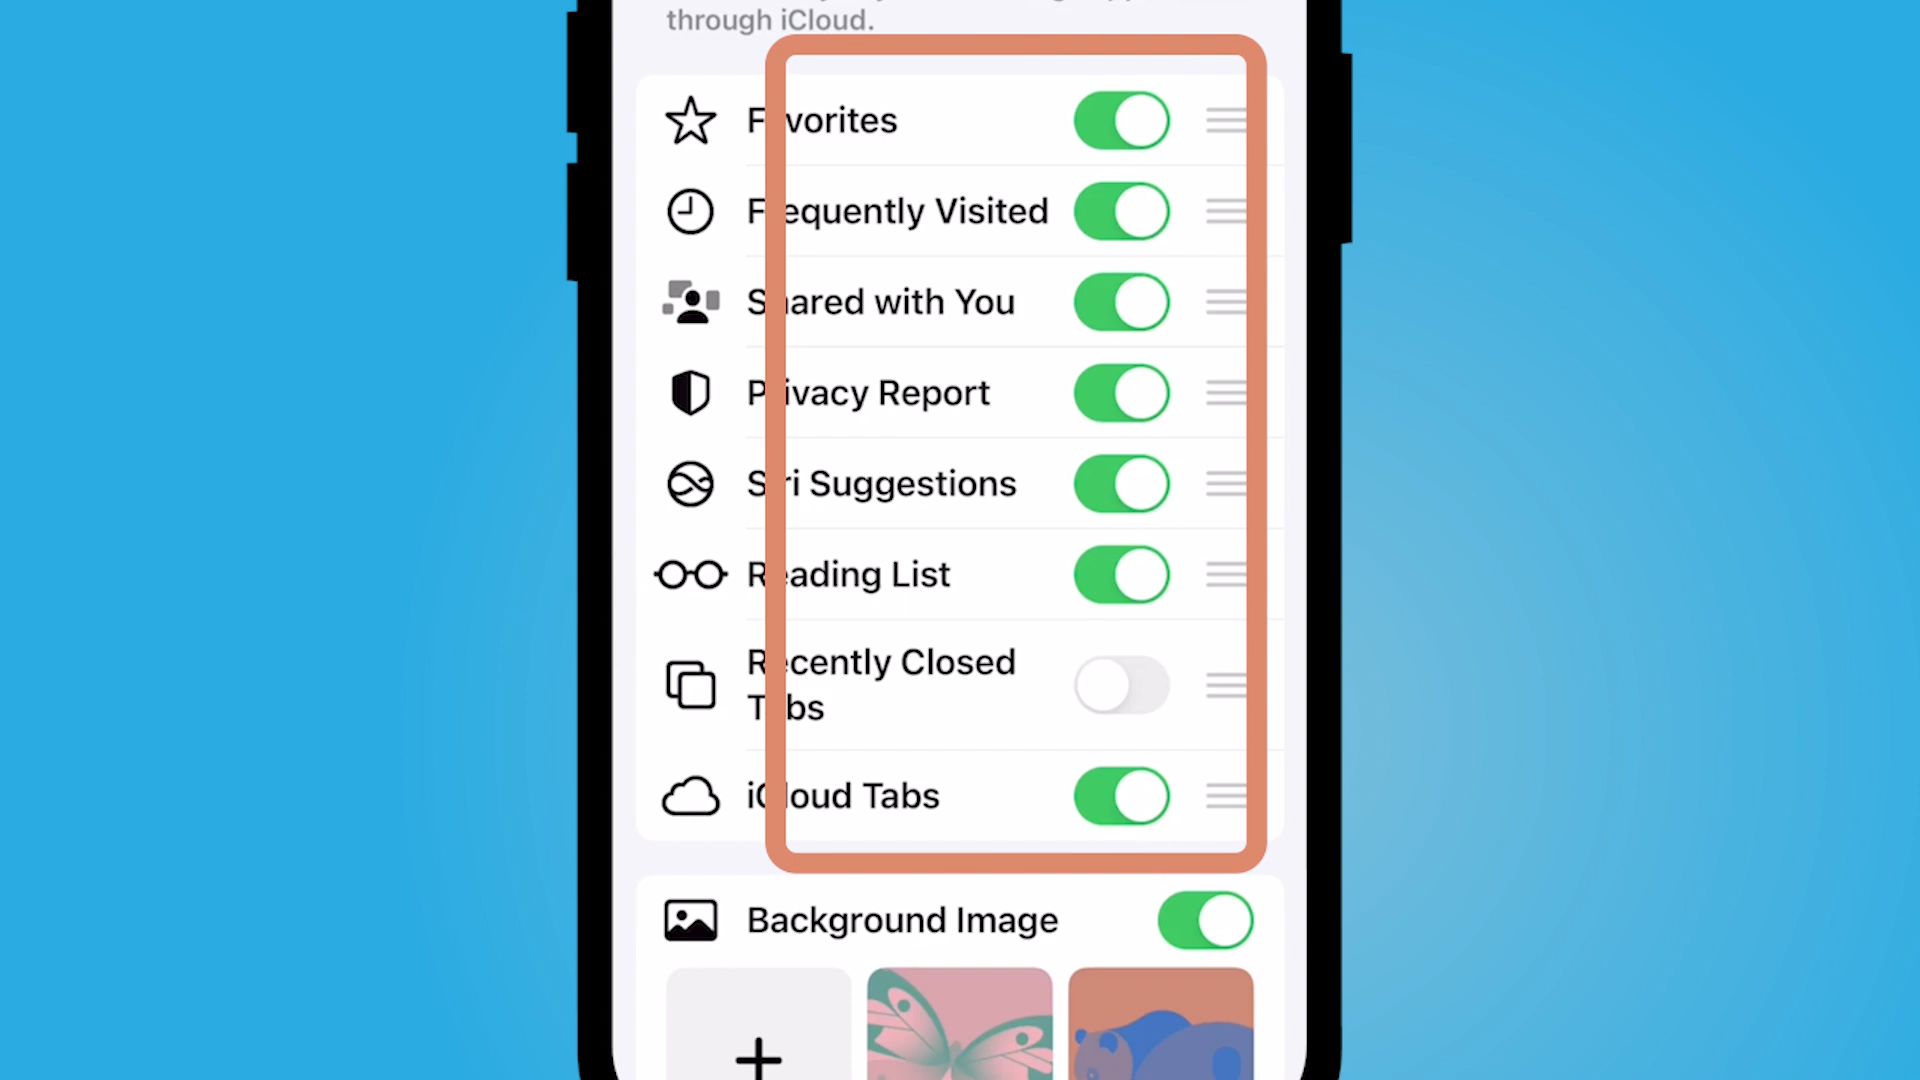 through iCloud.
Favorites
Frequently Visited
Shared with You
Privacy Report
Siri Suggestions
Reading List
Recently Closed
Tabs
iCloud Tabs
Background Image